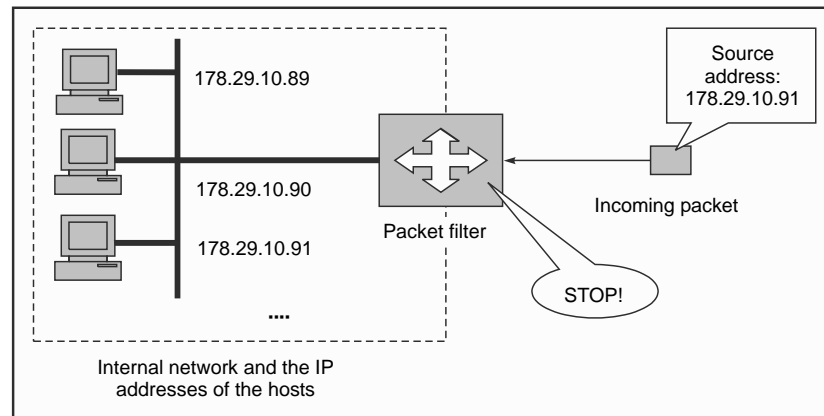 178.29.10.89
178.29.10.90
178.29.10.91
....
Packet filter
Source
address:
178.29.10.91
Incoming packet
STOP!
Internal network and the IP
addresses of the hosts